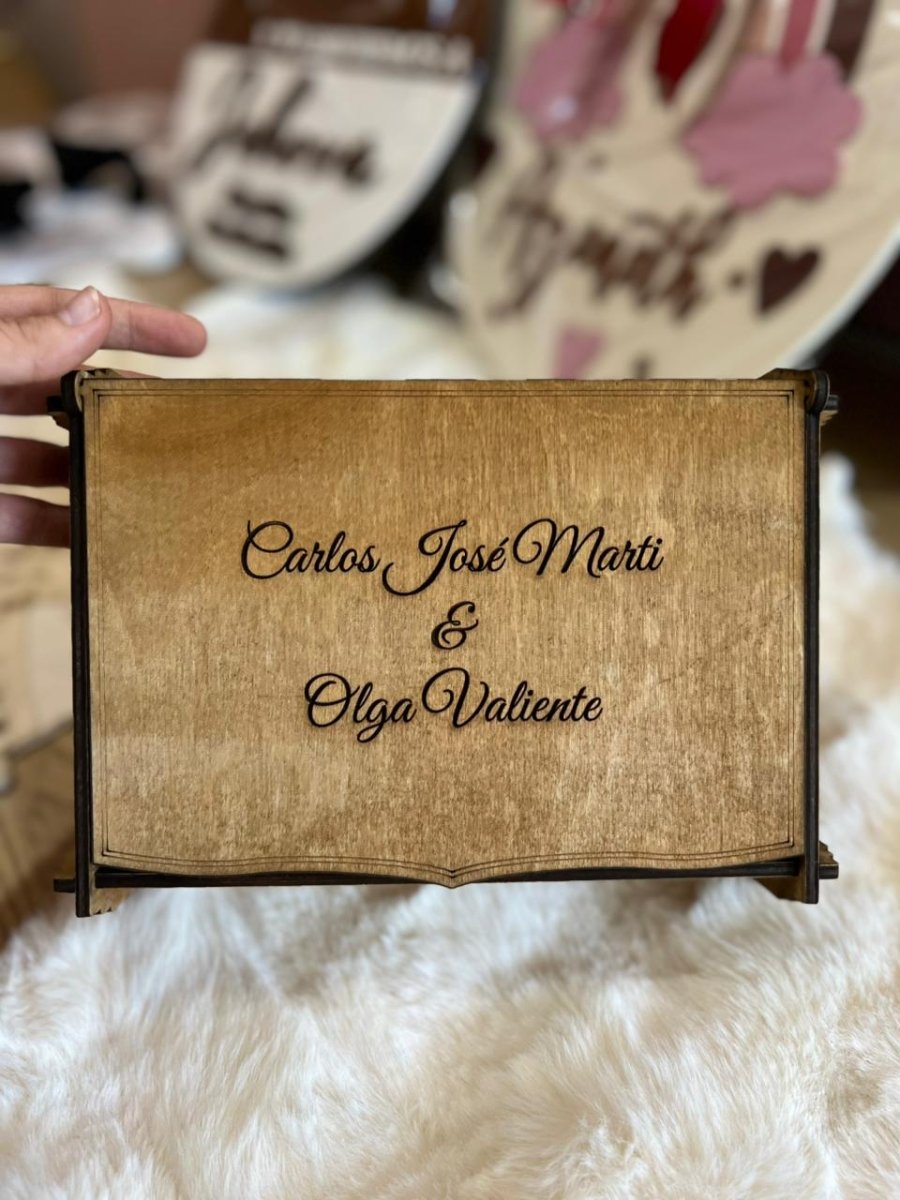 Carlos José Marti
&
Olga Valiente